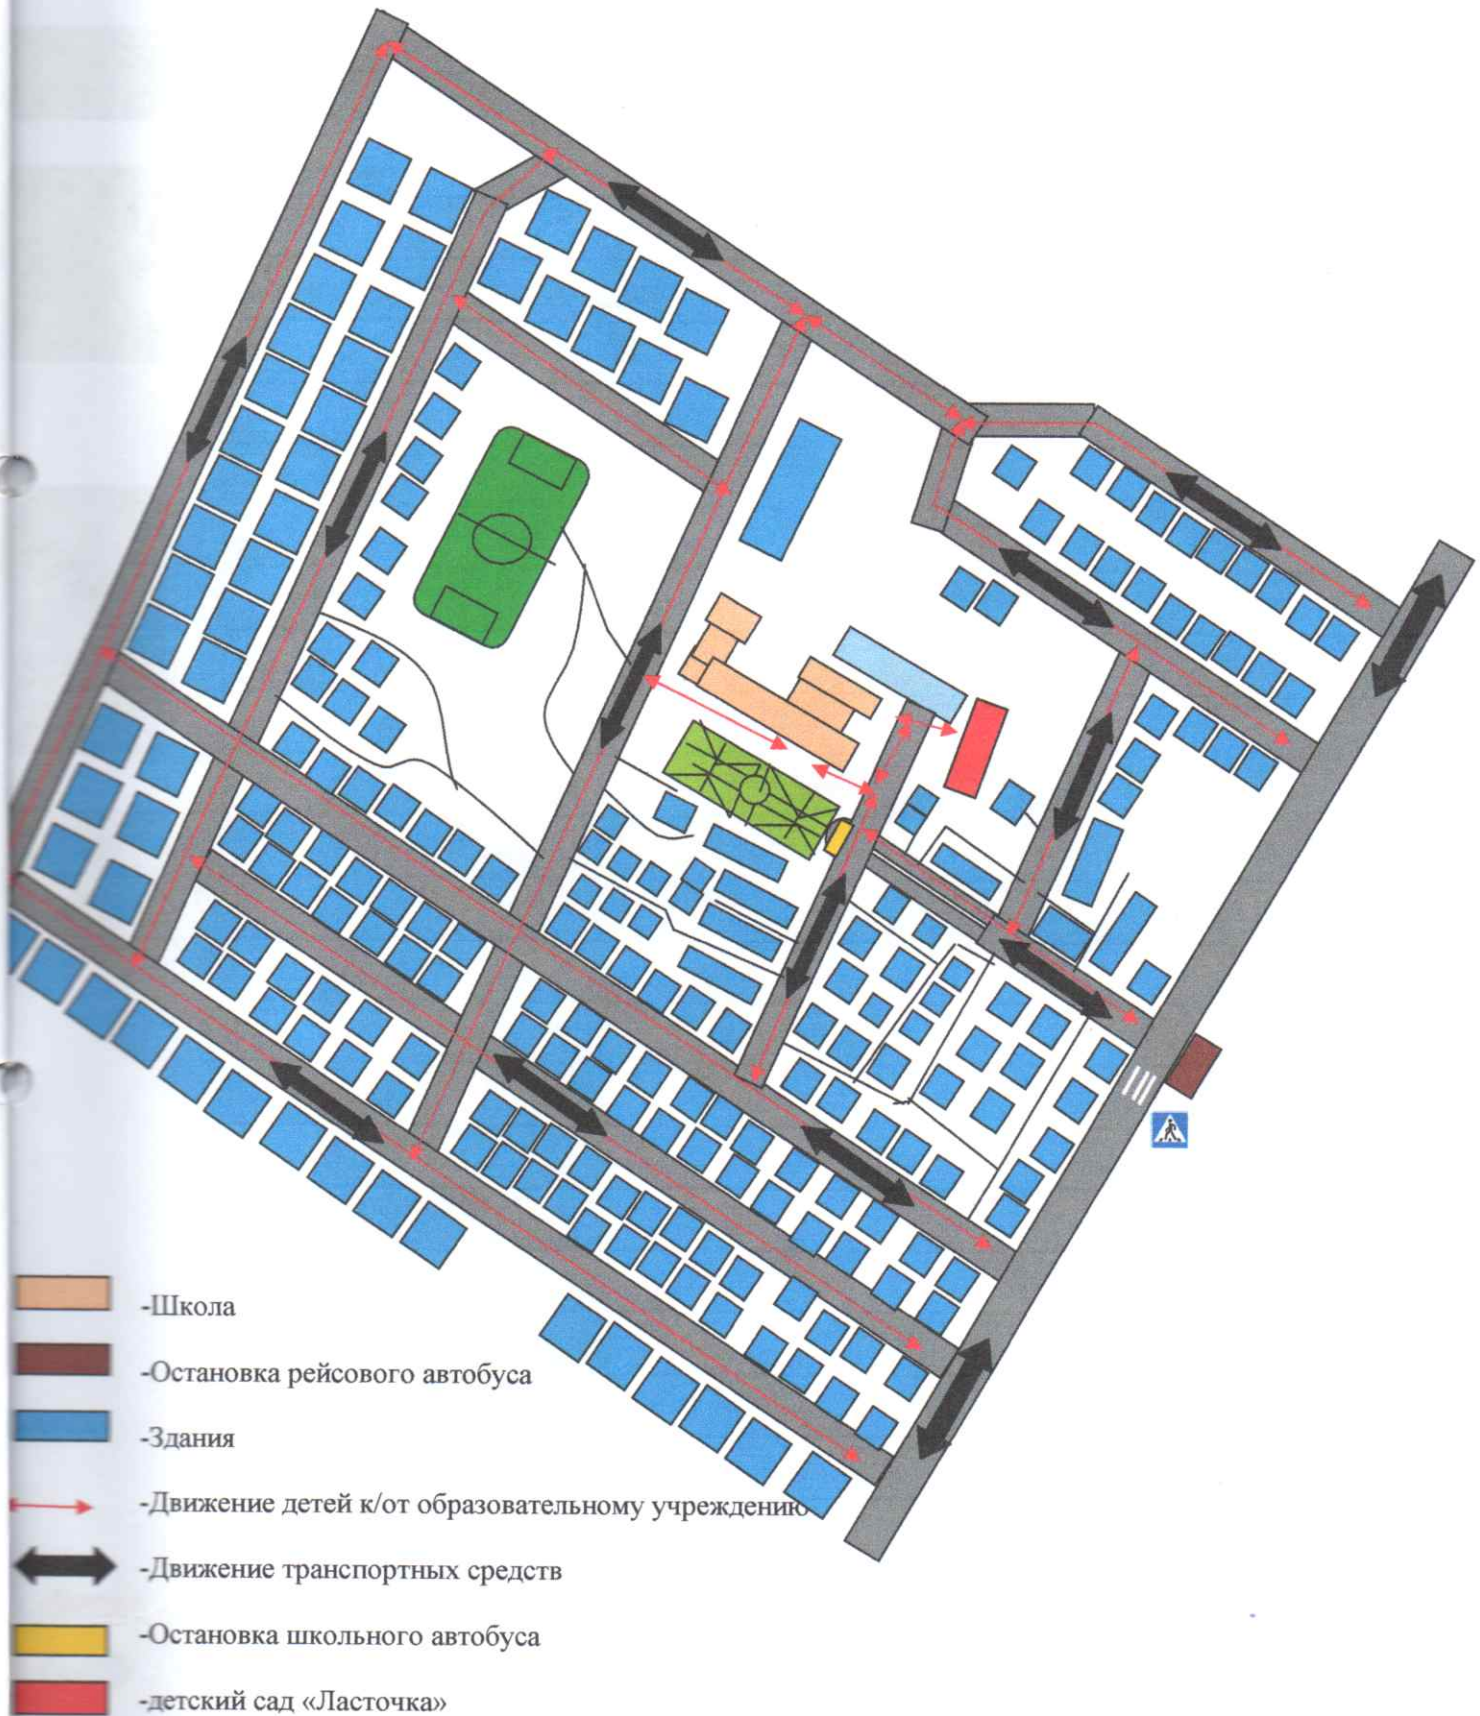 -Школа
-Остановка рейсового автобуса
-Здания
-Движение детей к/от образовательному учреждению
-Движение транспортных средств
-Остановка школьного автобуса
-детский сад «Ласточка»